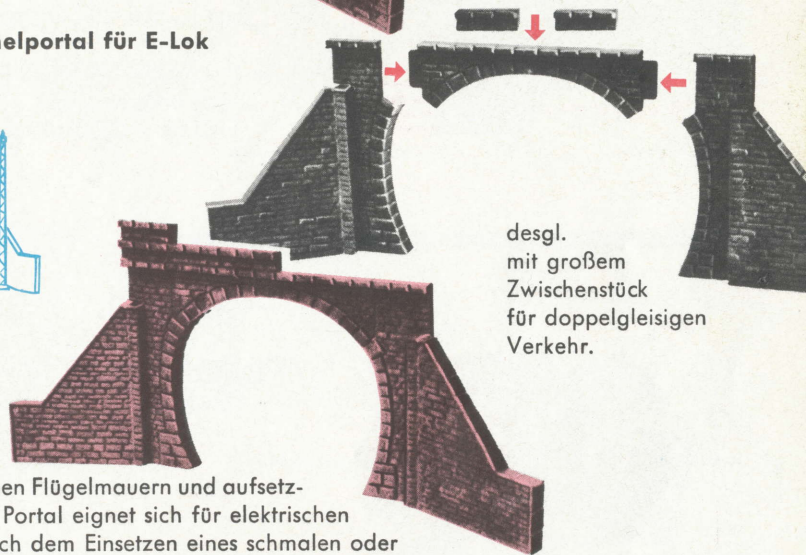 elportal für E-Lok
desgl.
mit großem
Zwischenstück
für doppelgleisigen
Verkehr.
en Flügelmauern und aufsetz-
Portal eignet sich für elektrischen
ch dem Einsetzen eines schmalen oder